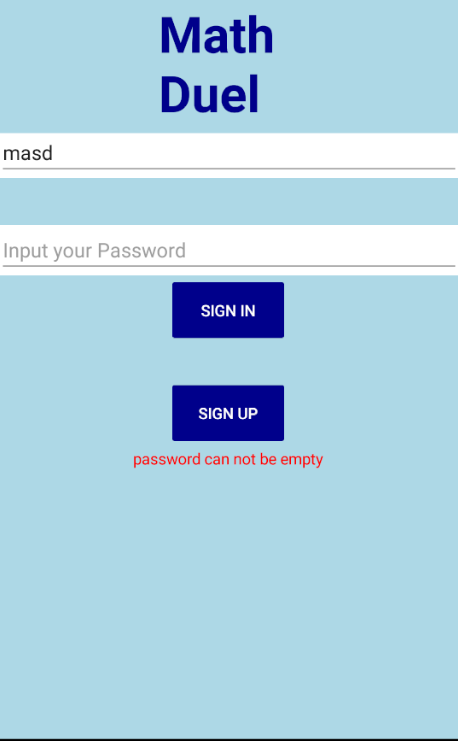 Math
Duel
masd
Input your Password
SIGN IN
SIGN UP
password can not be empty